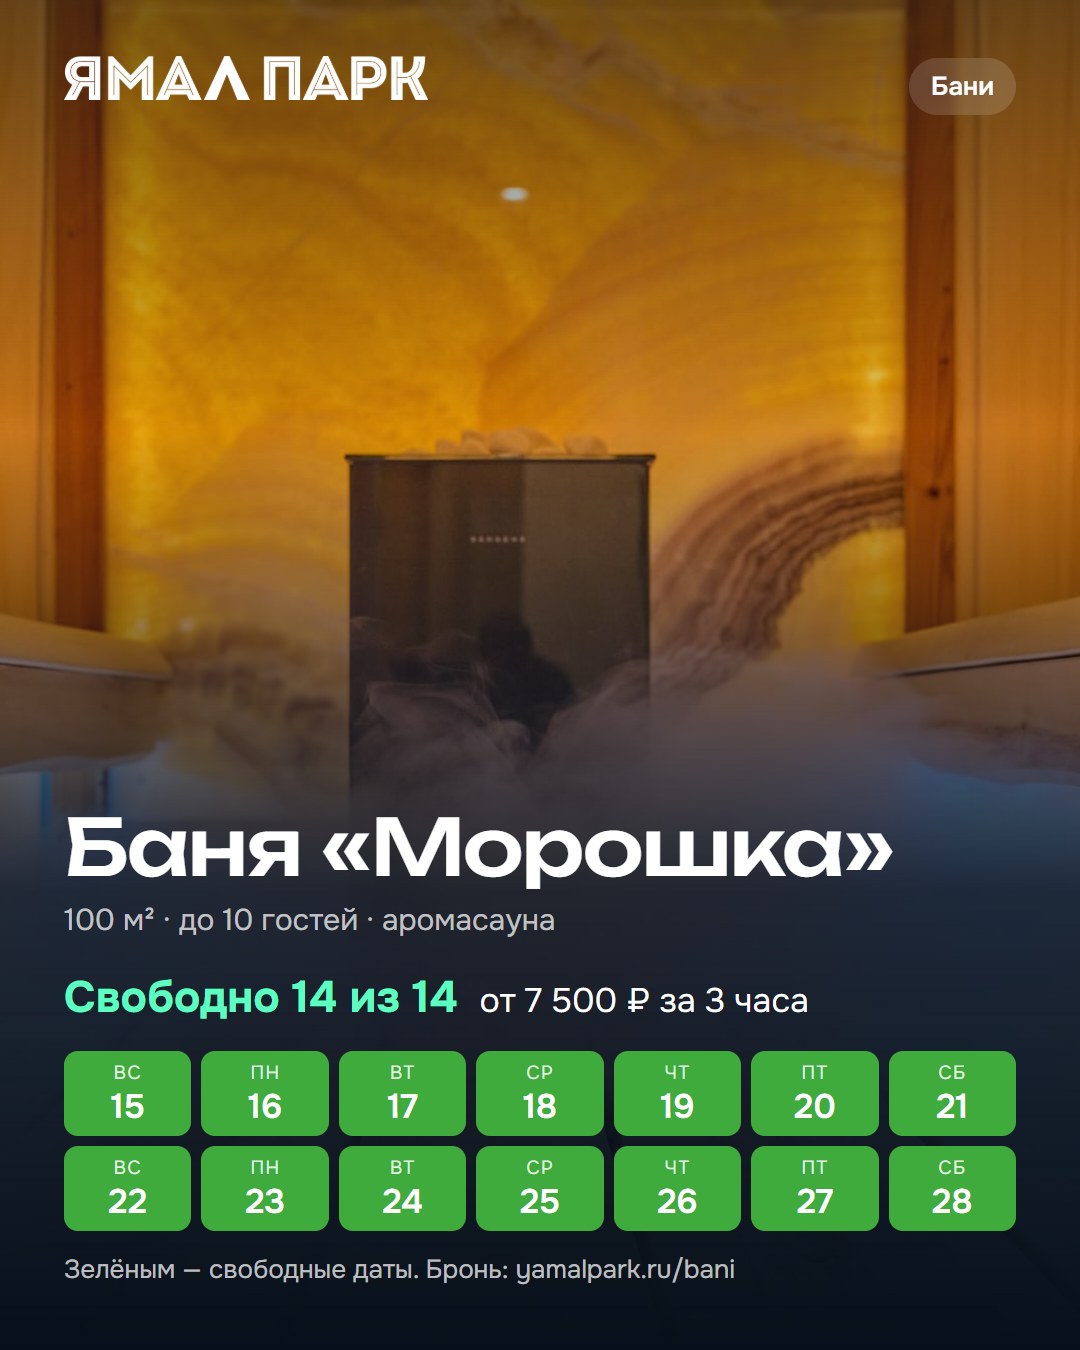 ЯМАЛ ПАРК
Бани
Баня «Морошка»
100 м² · до 10 гостей · аромасауна
Свободно 14 из 14 от 7 500 ₽ за 3 часа
ВС ПН ВТ СР ЧТ ПТ СБ
15 16 17 18 19 20 21
ВС ПН ВТ СР ЧТ ПТ СБ
22 23 24 25 26 27 28
Зелёным — свободные даты. Бронь: yamalpark.ru/bani